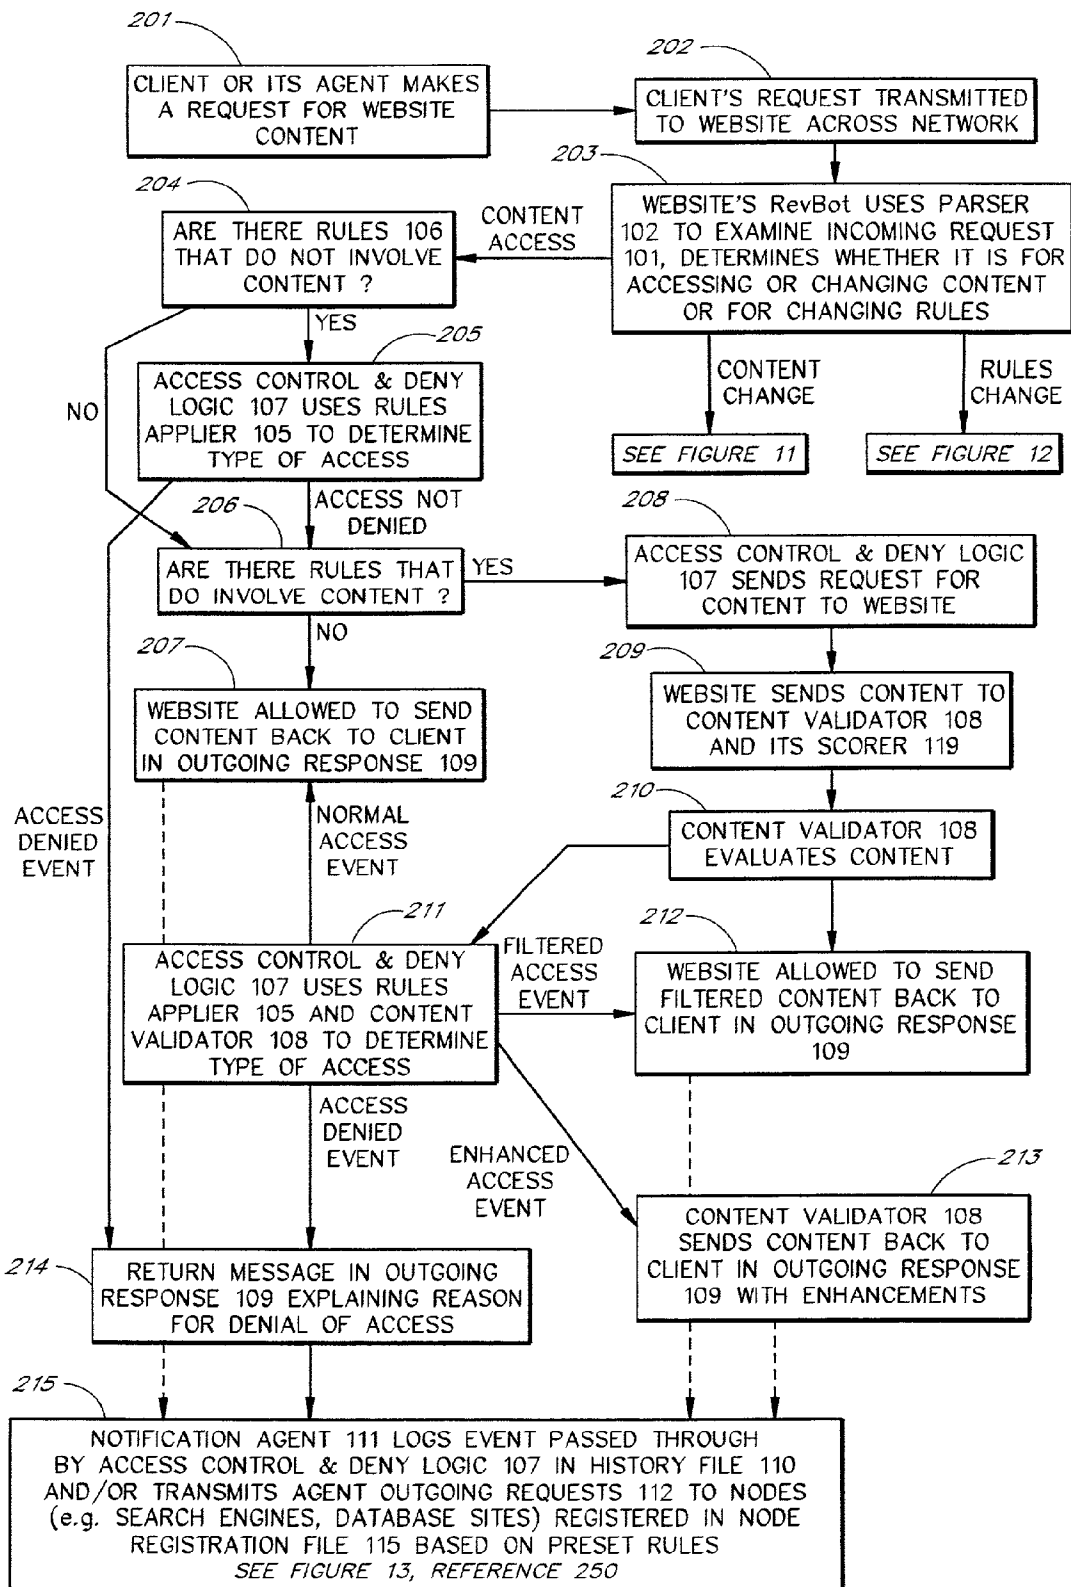 201
CLIENT OR ITS AGENT MAKES
A REQUEST FOR WEBSITE
CONTENT
202
CLIENT'S REQUEST TRANSMITTED
TO WEBSITE ACROSS NETWORK
203
WEBSITE'S RevBot USES PARSER
102 TO EXAMINE INCOMING REQUEST
101, DETERMINES WHETHER IT IS FOR
ACCESSING OR CHANGING CONTENT
OR FOR CHANGING RULES
CONTENT
ACCESS
204
ARE THERE RULES 106
THAT DO NOT INVOLVE
CONTENT ?
YES
NO
CONTENT
CHANGE
RULES
CHANGE
SEE FIGURE 11
SEE FIGURE 12
205
ACCESS CONTROL & DENY
LOGIC 107 USES RULES
APPLIER 105 TO DETERMINE
TYPE OF ACCESS
ACCESS NOT
DENIED
206
ARE THERE RULES THAT
DO INVOLVE CONTENT ?
YES
NO
208
ACCESS CONTROL & DENY LOGIC
107 SENDS REQUEST FOR
CONTENT TO WEBSITE
207
WEBSITE ALLOWED TO SEND
CONTENT BACK TO CLIENT
IN OUTGOING RESPONSE 109
209
WEBSITE SENDS CONTENT TO
CONTENT VALIDATOR 108
AND ITS SCORER 119
210
CONTENT VALIDATOR 108
EVALUATES CONTENT
ACCESS
DENIED
EVENT
NORMAL
ACCESS
EVENT
211
ACCESS CONTROL & DENY
LOGIC 107 USES RULES
APPLIER 105 AND CONTENT
VALIDATOR 108 TO DETERMINE
TYPE OF ACCESS
FILTERED
ACCESS
EVENT
212
WEBSITE ALLOWED TO SEND
FILTERED CONTENT BACK TO
CLIENT IN OUTGOING RESPONSE
109
ACCESS
DENIED
EVENT
ENHANCED
ACCESS
EVENT
213
CONTENT VALIDATOR 108
SENDS CONTENT BACK TO
CLIENT IN OUTGOING RESPONSE
109 WITH ENHANCEMENTS
214
RETURN MESSAGE IN OUTGOING
RESPONSE 109 EXPLAINING REASON
FOR DENIAL OF ACCESS
215
NOTIFICATION AGENT 111 LOGS EVENT PASSED THROUGH
BY ACCESS CONTROL & DENY LOGIC 107 IN HISTORY FILE 110
AND/OR TRANSMITS AGENT OUTGOING REQUESTS 112 TO NODES
(e.g. SEARCH ENGINES, DATABASE SITES) REGISTERED IN NODE
REGISTRATION FILE 115 BASED ON PRESET RULES
SEE FIGURE 13, REFERENCE 250